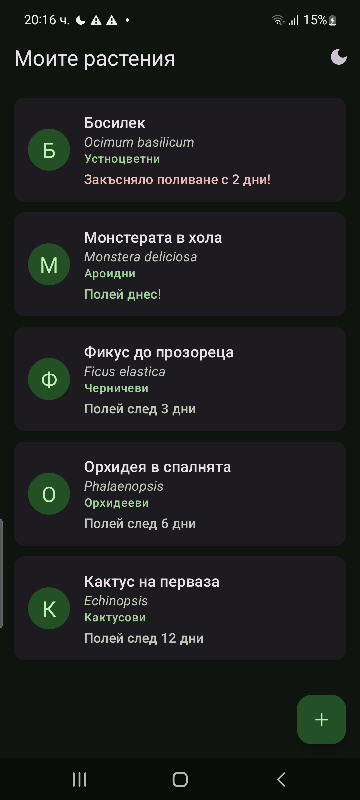 20:16 ч.
15%
Моите растения
Б
Босилек
Ocimum basilicum
Устноцветни
Закъсняло поливане с 2 дни!
М
Монстерата в хола
Monstera deliciosa
Ароидни
Полей днес!
Ф
Фикус до прозореца
Ficus elastica
Черничеви
Полей след 3 дни
О
Орхидея в спалнята
Phalaenopsis
Орхидееви
Полей след 6 дни
К
Кактус на перваза
Echinopsis
Кактусови
Полей след 12 дни
+